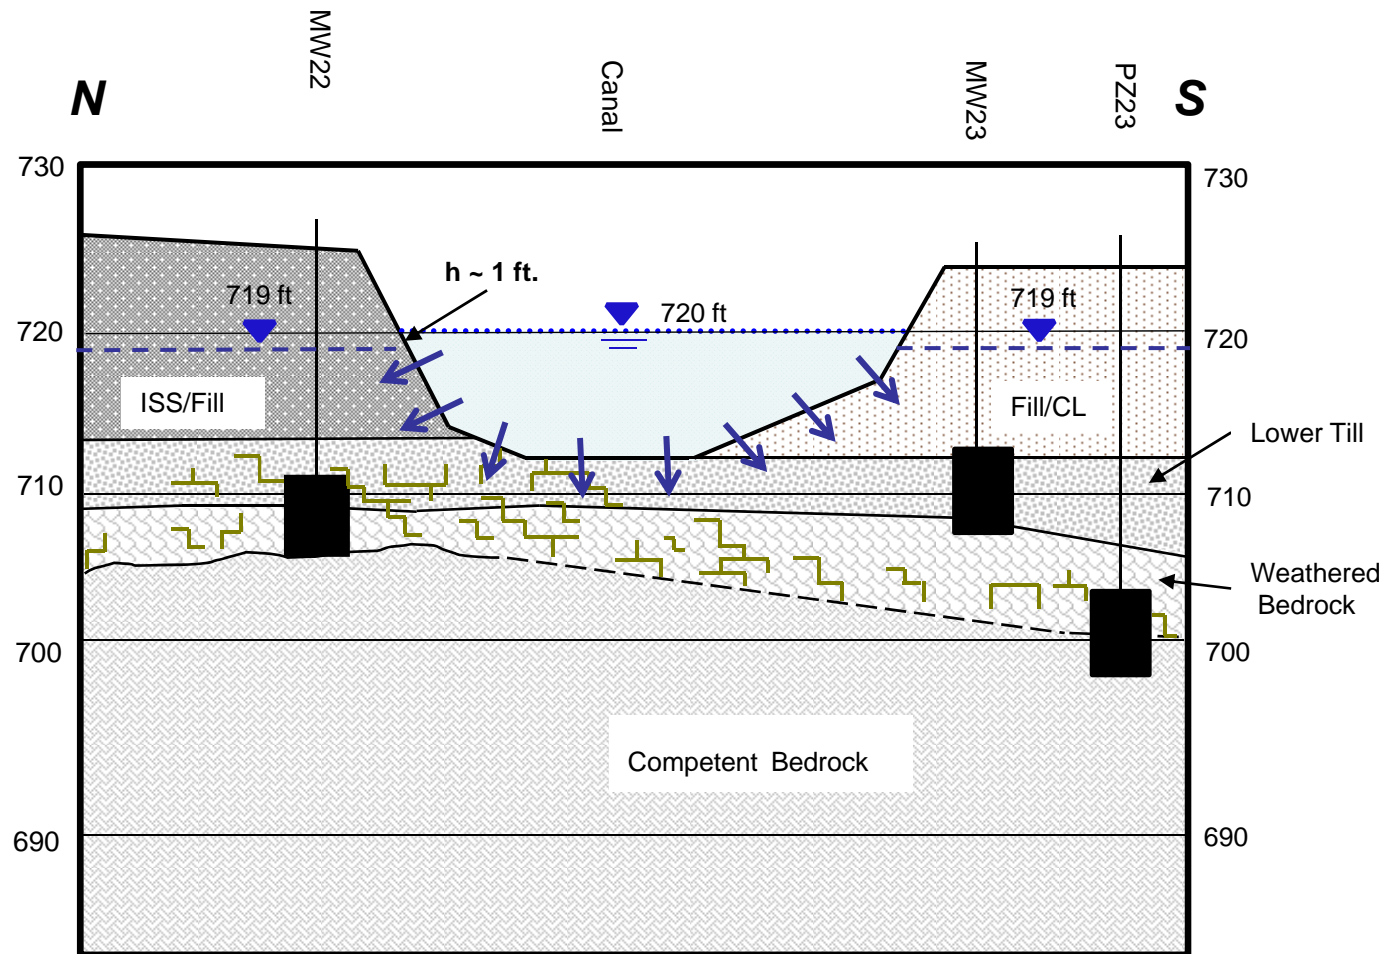 MW22
Canal
MW23
PZ23
N
S
730
730
h ~ 1 ft.
719 ft
720 ft
719 ft
720
720
ISS/Fill
Fill/CL
Lower Till
710
710
Weathered
Bedrock
700
700
Competent Bedrock
690
690